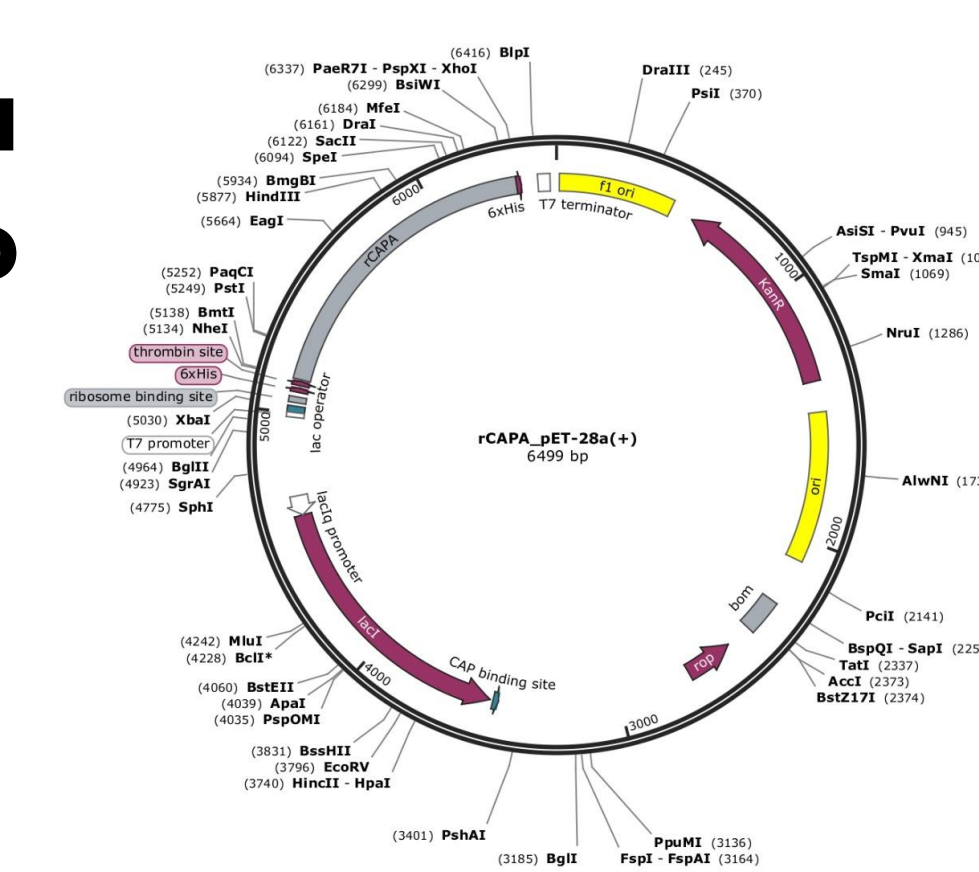 (6416) BlpI
(6337) PaeR7I - PspXI - XhoI
(6299) BsiWI
(6184) MfeI
(6161) DraI
(6122) SacII
(6094) SpeI
(5934) BmgBI
(5877) HindIII
(5664) EagI
(5252) PaqCI
(5249) PstI
(5138) BmtI
(5134) NheI
thrombin site
6xHis
ribosome binding site
(5030) XbaI
T7 promoter
(4964) BglII
(4923) SgrAI
(4775) SphI
(4242) MluI
(4228) BclI*
(4060) BstEII
(4039) ApaI
(4035) PspOMI
(3831) BssHII
(3796) EcoRV
(3740) HincII - HpaI
(3401) PshAI
(3185) BglI
DraIII (245)
PsiI (370)
AsiSI - PvuI (945)
TspMI - XmaI (10
SmaI (1069)
NruI (1286)
AlwNI (173
PciI (2141)
BspQI - SapI (225
TatI (2337)
AccI (2373)
BstZ17I (2374)
PpuMI (3136)
FspI - FspAI (3164)
f1 ori
KanR
1000
ori
2000
bom
rop
3000
CAP binding site
4000
lacI
lacIq promoter
lac operator
5000
rCAPA
6000
6xHis
T7 terminator
rCAPA_pET-28a(+)
6499 bp